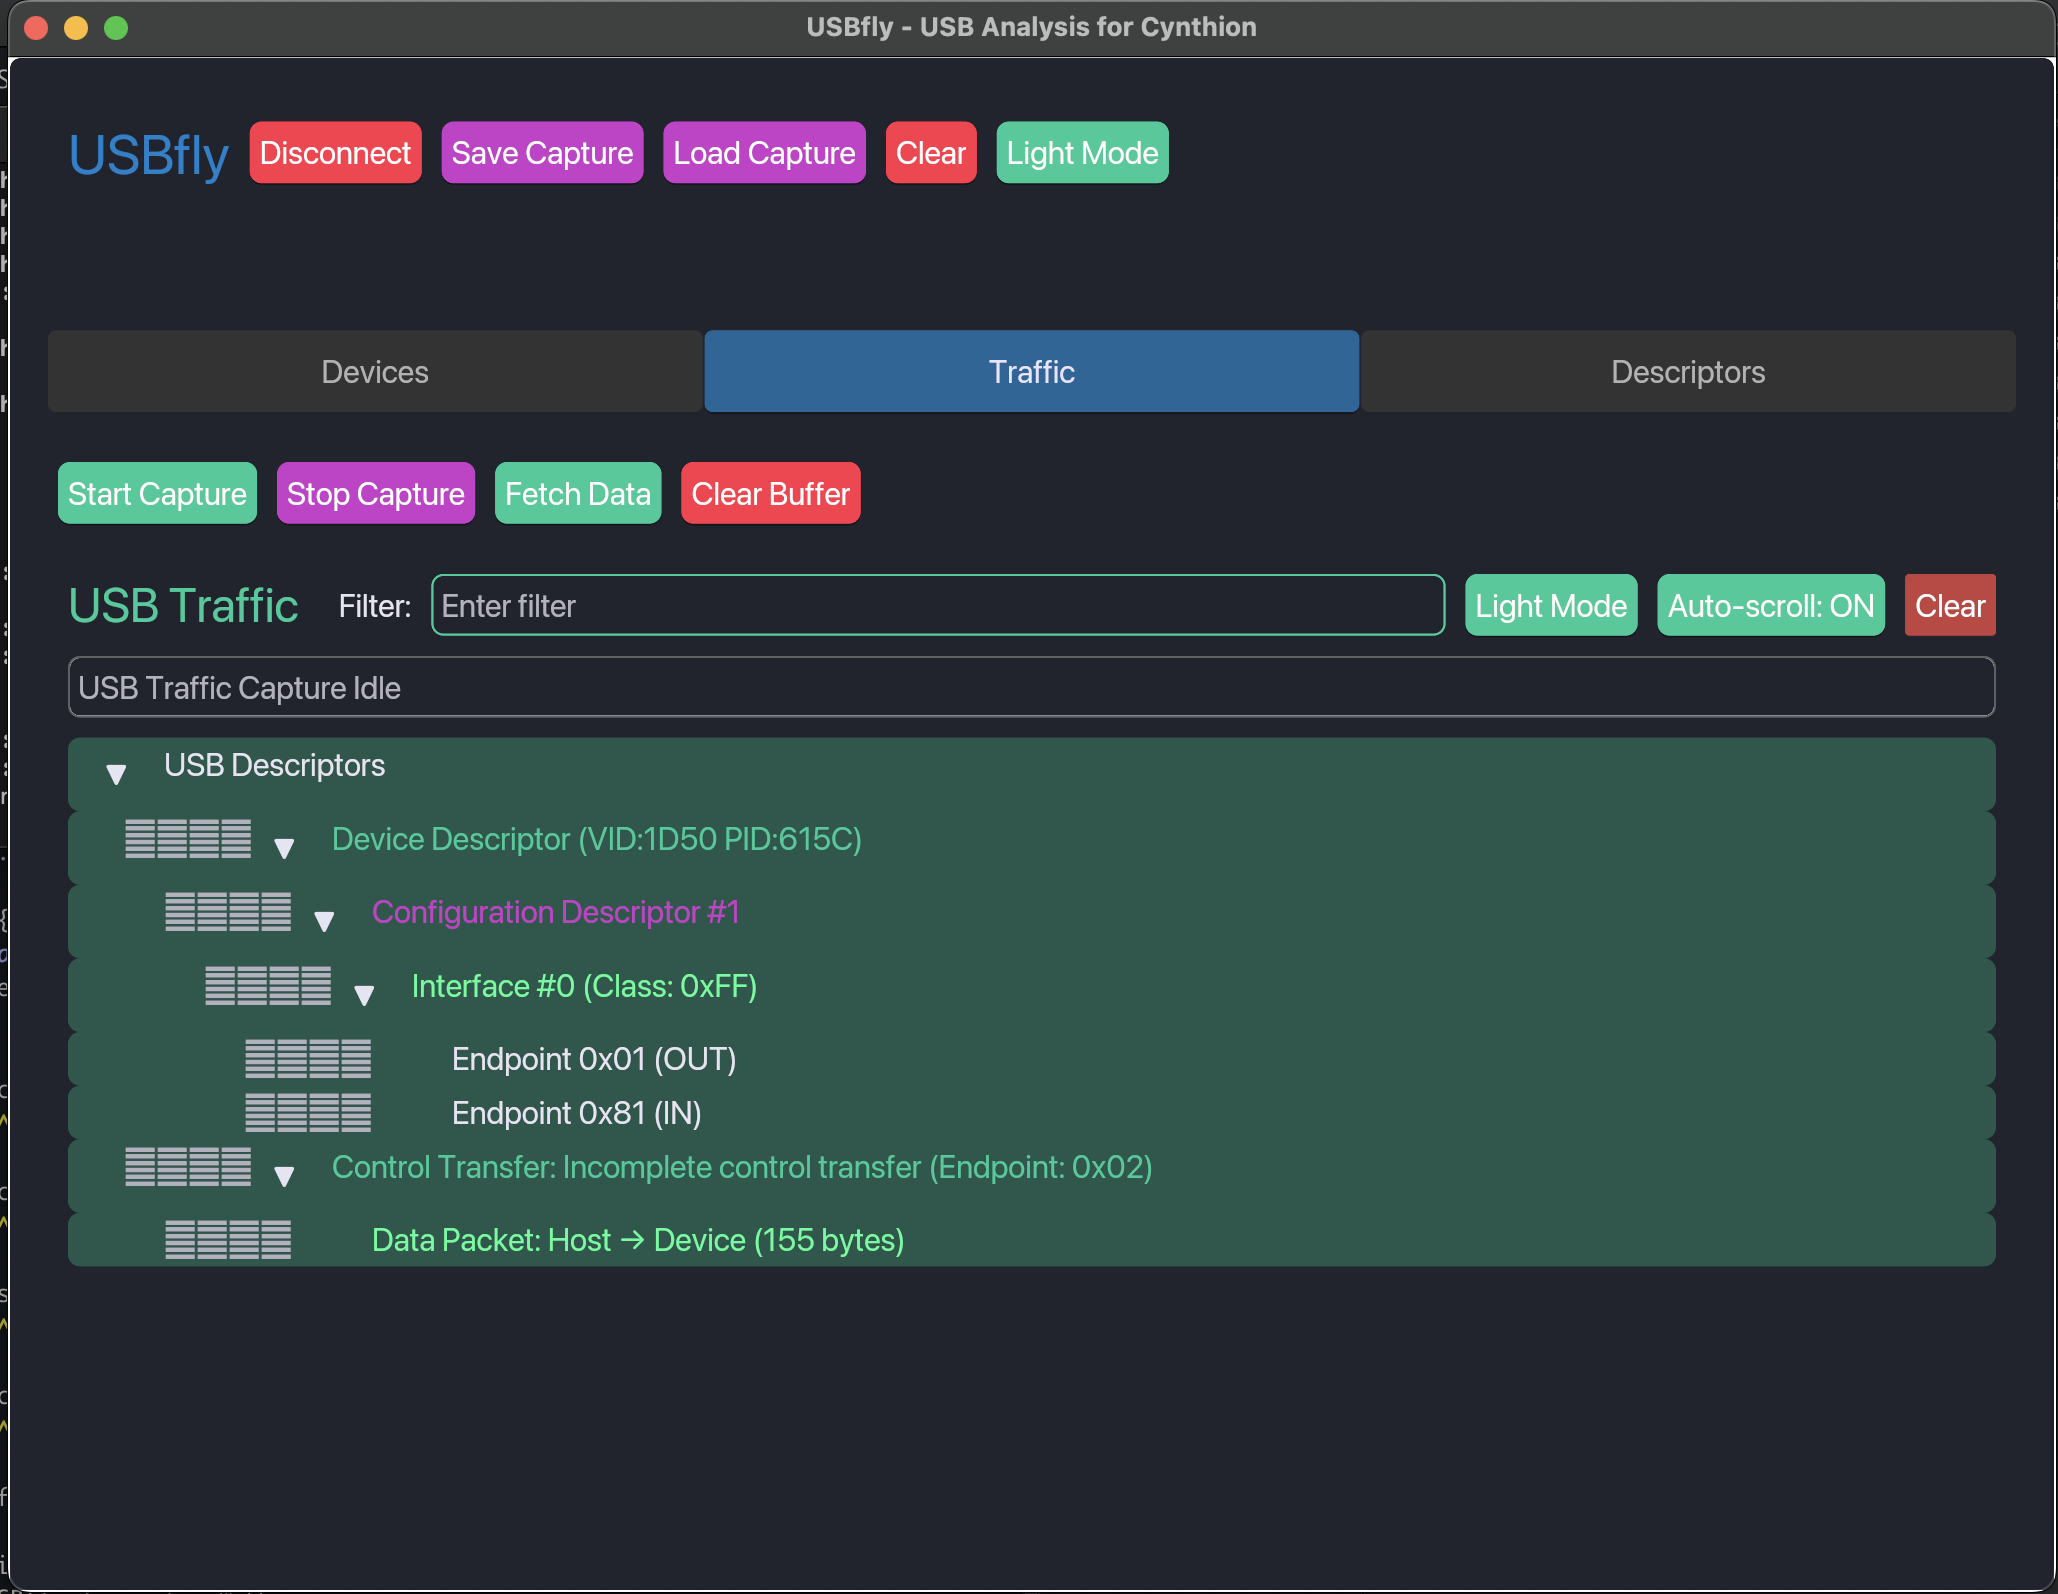 USBfly - USB Analysis for Cynthion
USBfly Disconnect Save Capture Load Capture Clear Light Mode
Devices Traffic Descriptors
Start Capture Stop Capture Fetch Data Clear Buffer
USB Traffic Filter: Enter filter Light Mode Auto-scroll: ON Clear
USB Traffic Capture Idle
▼ USB Descriptors
▼ Device Descriptor (VID:1D50 PID:615C)
▼ Configuration Descriptor #1
▼ Interface #0 (Class: 0xFF)
Endpoint 0x01 (OUT)
Endpoint 0x81 (IN)
▼ Control Transfer: Incomplete control transfer (Endpoint: 0x02)
Data Packet: Host → Device (155 bytes)